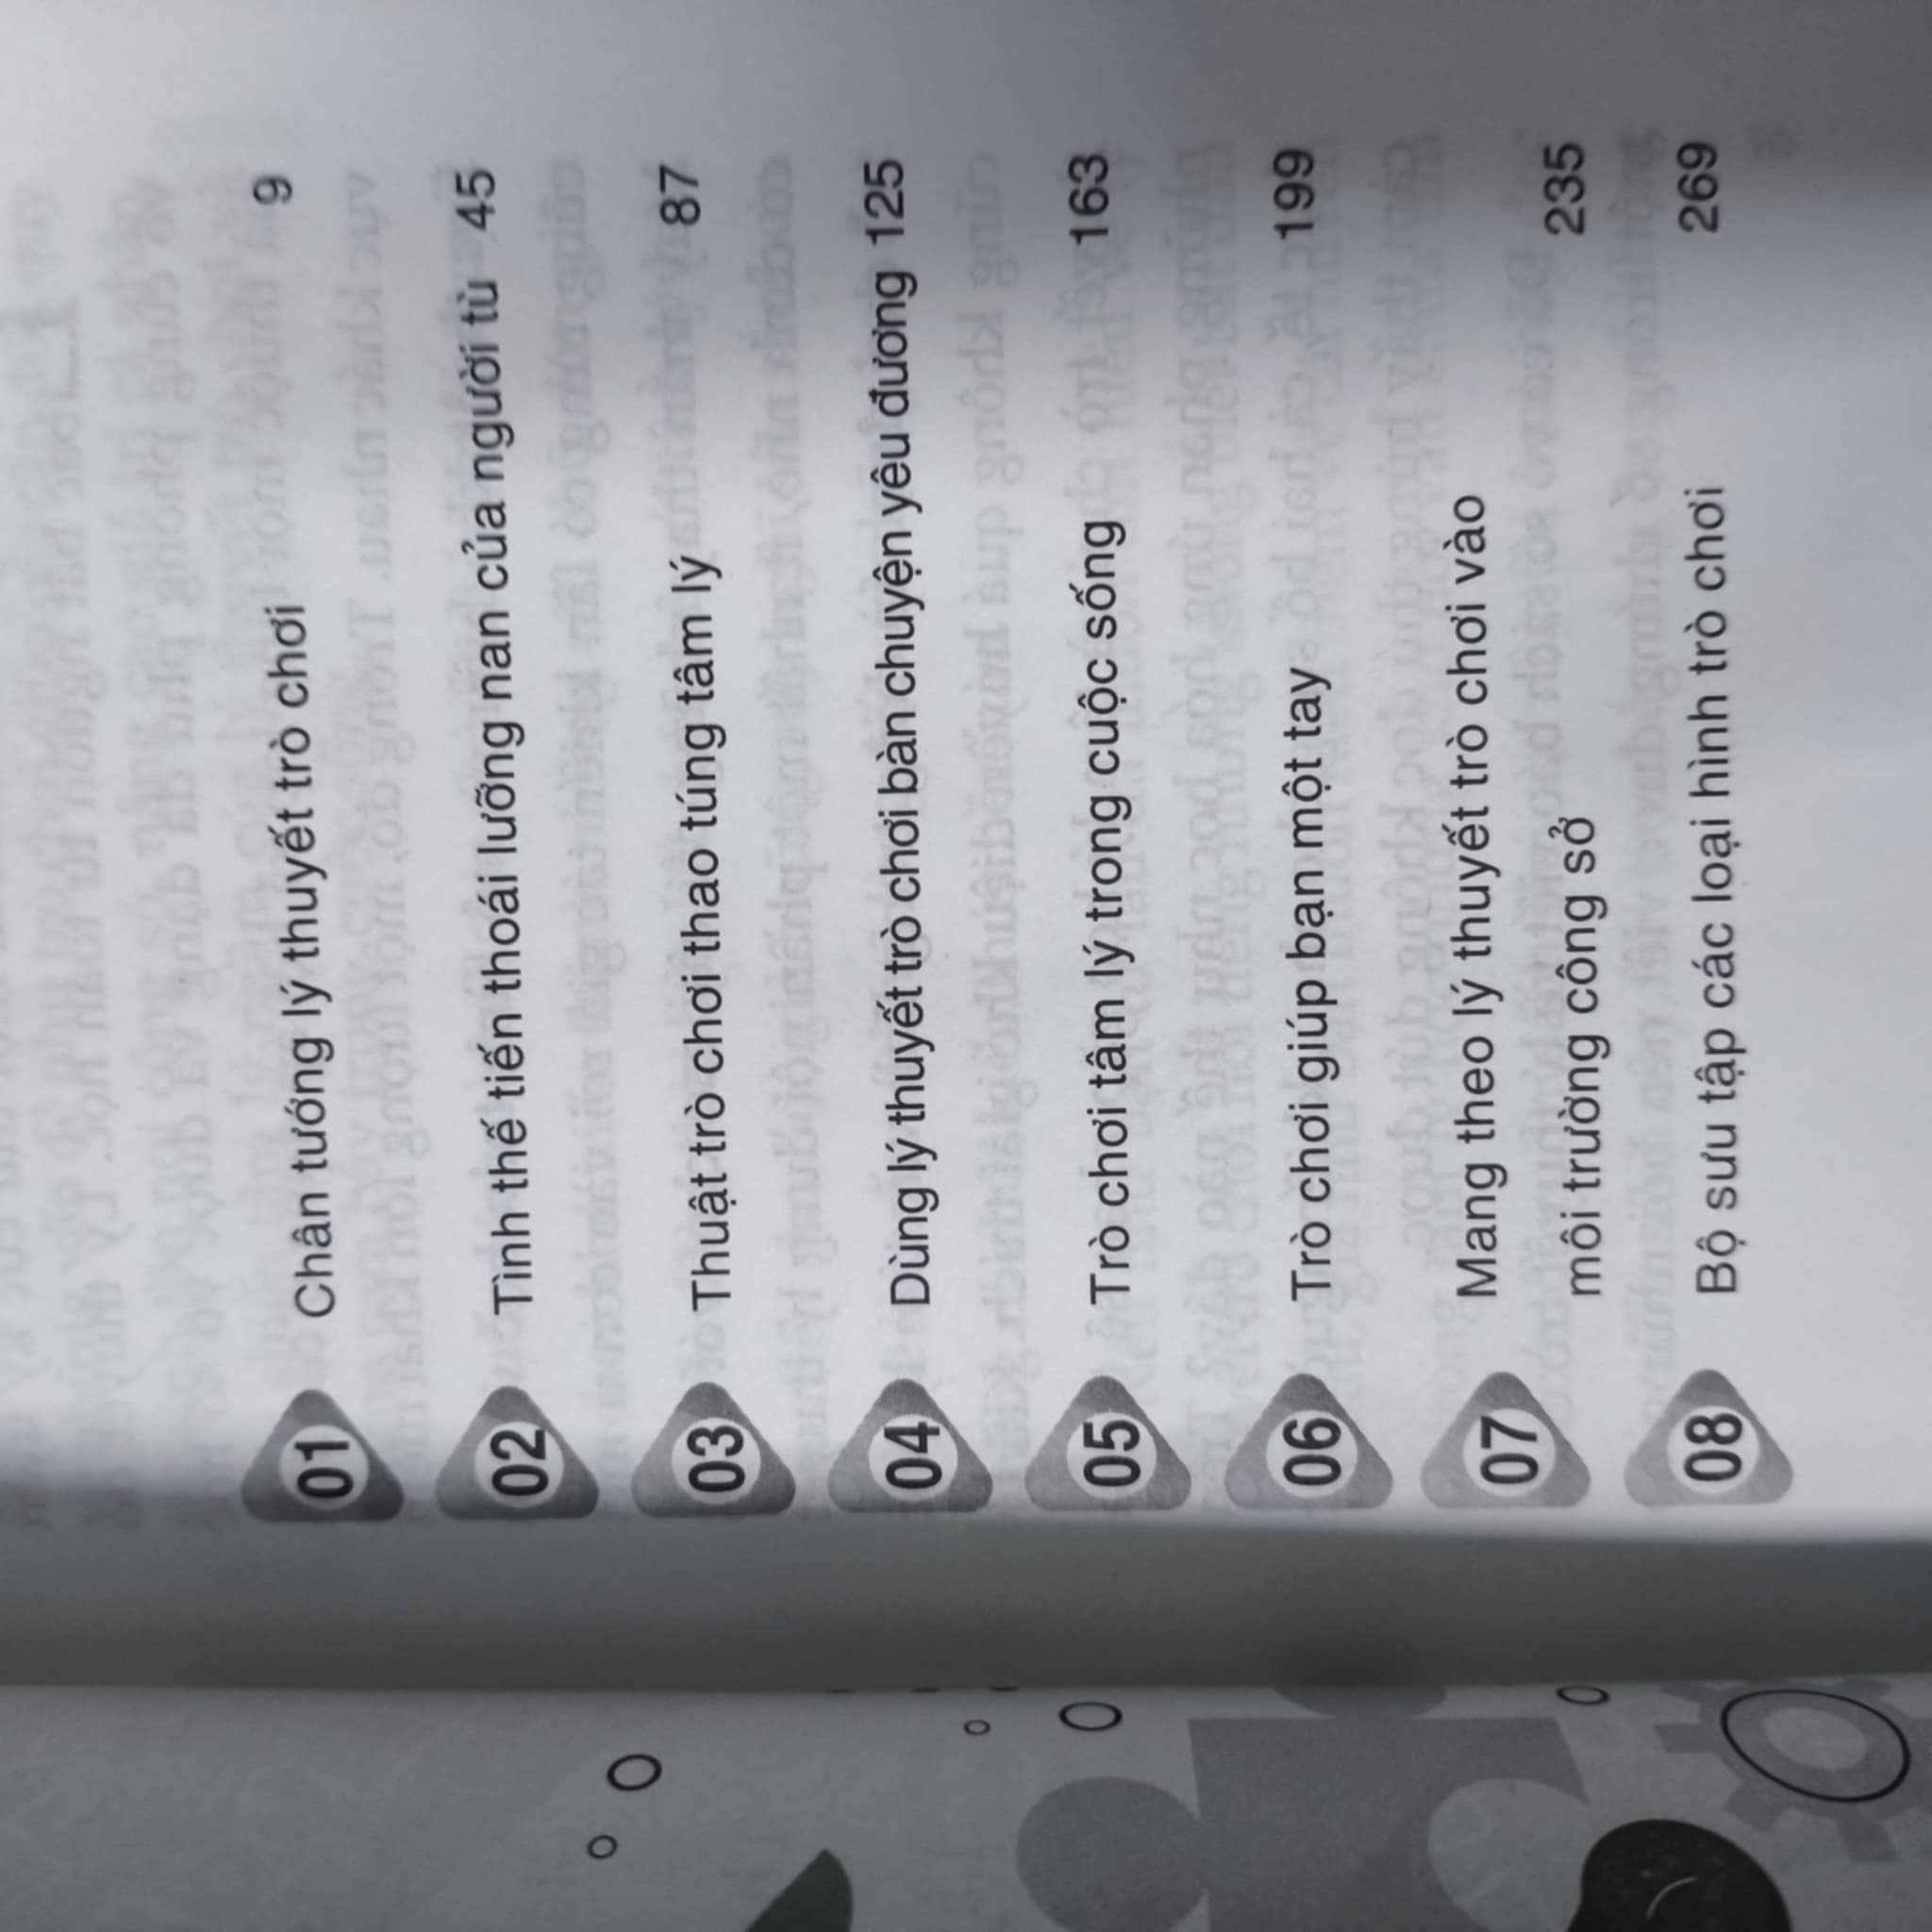 01 Chân tướng lý thuyết trò chơi 9
02 Tình thế tiến thoái lưỡng nan của người tù 45
03 Thuật trò chơi thao túng tâm lý 87
04 Dùng lý thuyết trò chơi bàn chuyện yêu đương 125
05 Trò chơi tâm lý trong cuộc sống 163
06 Trò chơi giúp bạn một tay 199
07 Mang theo lý thuyết trò chơi vào
môi trường công sở 235
08 Bộ sưu tập các loại hình trò chơi 269